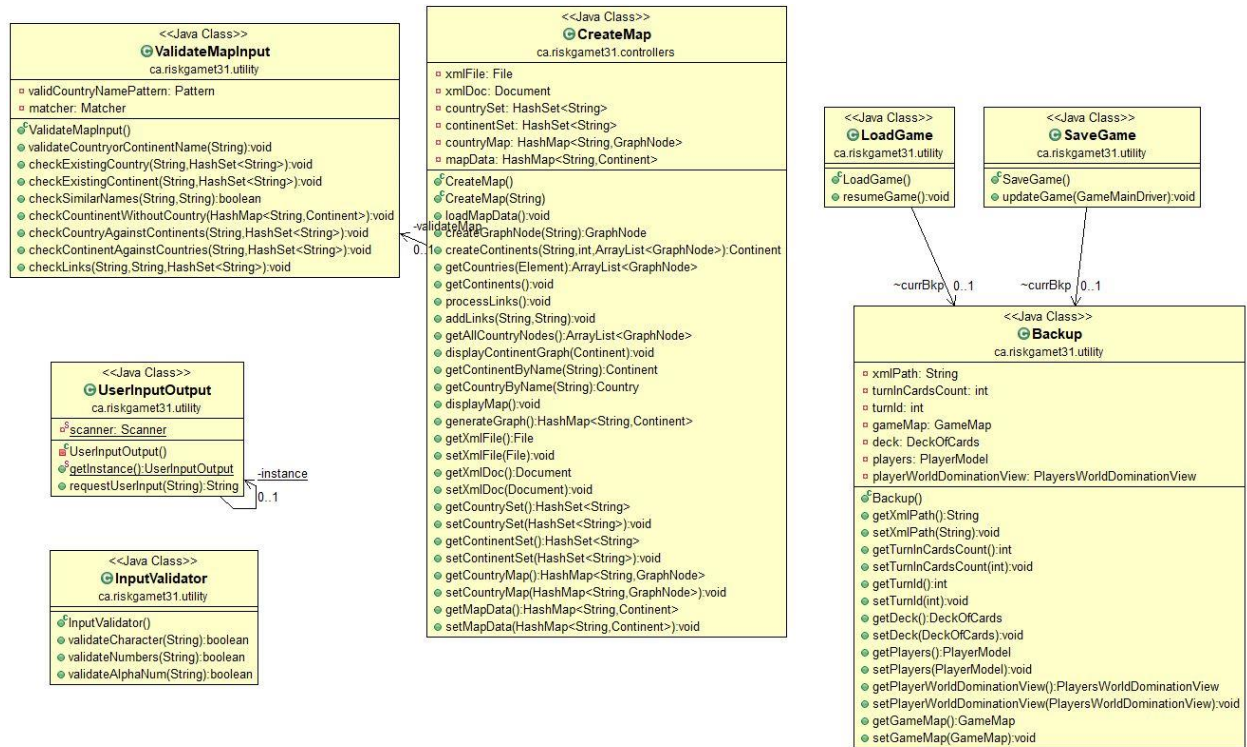 <<Java Class>>
ValidateMapInput
ca.riskgamet31.utility
validCountryNamePattern: Pattern
matcher: Matcher
ValidateMapInput()
validateCountryorContinentName(String):void
checkExistingCountry(String,HashSet<String>):void
checkExistingContinent(String,HashSet<String>):void
checkSimilarNames(String,String):boolean
checkCountinentWithoutCountry(HashMap<String,Continent>):void
checkCountryAgainstContinents(String,HashSet<String>):void
checkContinentAgainstCountries(String,HashSet<String>):void
checkLinks(String,String,HashSet<String>):void
-validateMap
0..1
<<Java Class>>
CreateMap
ca.riskgamet31.controllers
xmlFile: File
xmlDoc: Document
countrySet: HashSet<String>
continentSet: HashSet<String>
countryMap: HashMap<String,GraphNode>
mapData: HashMap<String,Continent>
CreateMap()
CreateMap(String)
loadMapData():void
createGraphNode(String):GraphNode
createContinents(String,int,ArrayList<GraphNode>):Continent
getCountries(Element):ArrayList<GraphNode>
getContinents():void
processLinks():void
addLinks(String,String):void
getAllCountryNodes():ArrayList<GraphNode>
displayContinentGraph(Continent):void
getContinentByName(String):Continent
getCountryByName(String):Country
displayMap():void
generateGraph():HashMap<String,Continent>
getXmlFile():File
setXmlFile(File):void
getXmlDoc():Document
setXmlDoc(Document):void
getCountrySet():HashSet<String>
setCountrySet(HashSet<String>):void
getContinentSet():HashSet<String>
setContinentSet(HashSet<String>):void
getCountryMap():HashMap<String,GraphNode>
setCountryMap(HashMap<String,GraphNode>):void
getMapData():HashMap<String,Continent>
setMapData(HashMap<String,Continent>):void
<<Java Class>>
LoadGame
ca.riskgamet31.utility
LoadGame()
resumeGame():void
<<Java Class>>
SaveGame
ca.riskgamet31.utility
SaveGame()
updateGame(GameMainDriver):void
~currBkp 0..1
~currBkp 0..1
<<Java Class>>
Backup
ca.riskgamet31.utility
xmlPath: String
turnInCardsCount: int
turnId: int
gameMap: GameMap
deck: DeckOfCards
players: PlayerModel
playerWorldDominationView: PlayersWorldDominationView
Backup()
getXmlPath():String
setXmlPath(String):void
getTurnInCardsCount():int
setTurnInCardsCount(int):void
getTurnId():int
setTurnId(int):void
getDeck():DeckOfCards
setDeck(DeckOfCards):void
getPlayers():PlayerModel
setPlayers(PlayerModel):void
getPlayerWorldDominationView():PlayersWorldDominationView
setPlayerWorldDominationView(PlayersWorldDominationView):void
getGameMap():GameMap
setGameMap(GameMap):void
<<Java Class>>
UserInputOutput
ca.riskgamet31.utility
scanner: Scanner
UserInputOutput()
getInstance():UserInputOutput
requestUserInput(String):String
-instance
0..1
<<Java Class>>
InputValidator
ca.riskgamet31.utility
InputValidator()
validateCharacter(String):boolean
validateNumbers(String):boolean
validateAlphaNum(String):boolean